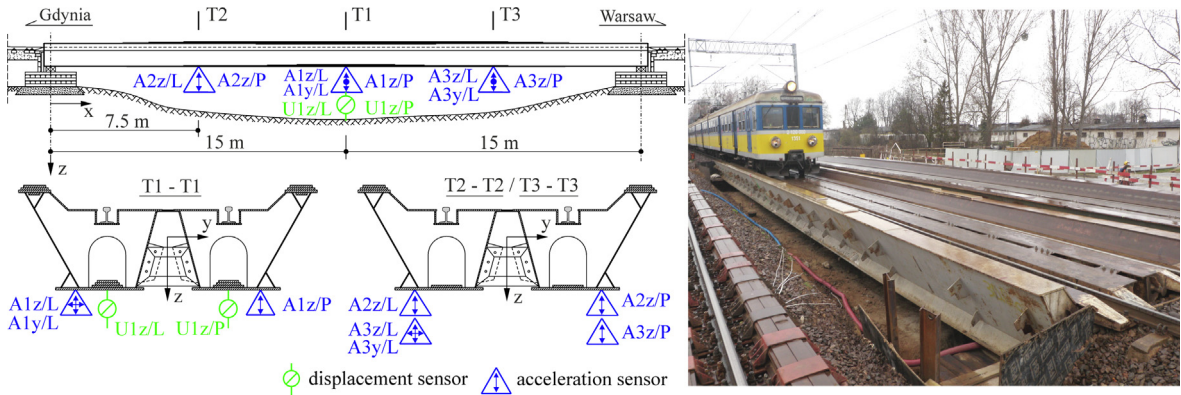 Gdynia
T2
T1
T3
Warsaw
A2z/L
A2z/P
A1z/L
A1y/L
A1z/P
A3z/L
A3y/L
A3z/P
U1z/L
U1z/P
x
7.5 m
15 m
15 m
z
T1 - T1
T2 - T2 / T3 - T3
y
y
z
z
A1z/L
A1y/L
A1z/P
U1z/L
U1z/P
A2z/L
A2z/P
A3z/L
A3y/L
A3z/P
displacement sensor
acceleration sensor